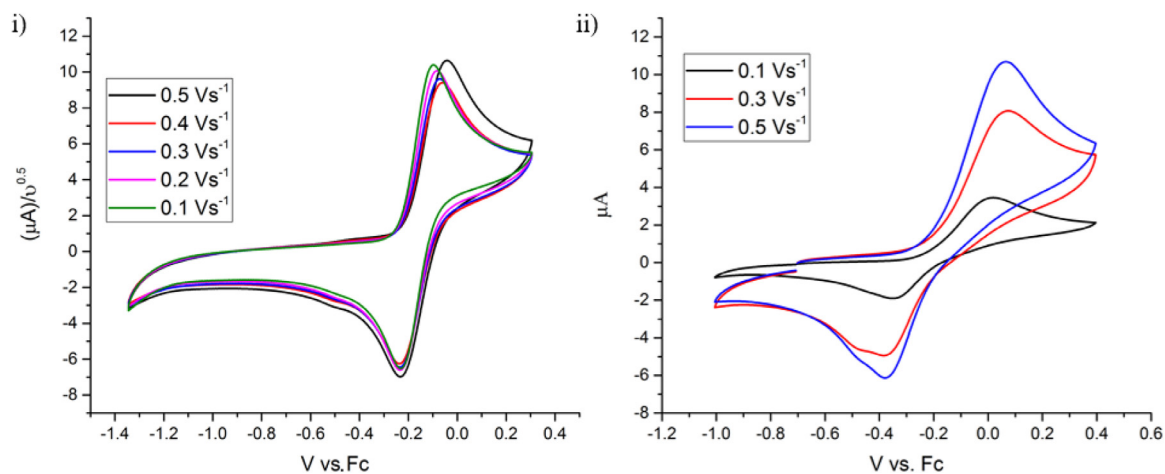 i)
(μA)/υ^0.5
12
10
8
6
4
2
0
-2
-4
-6
-8
0.5 Vs⁻¹
0.4 Vs⁻¹
0.3 Vs⁻¹
0.2 Vs⁻¹
0.1 Vs⁻¹
-1.4 -1.2 -1.0 -0.8 -0.6 -0.4 -0.2 0.0 0.2 0.4
V vs.Fc
ii)
μA
12
10
8
6
4
2
0
-2
-4
-6
-8
0.1 Vs⁻¹
0.3 Vs⁻¹
0.5 Vs⁻¹
-1.2 -1.0 -0.8 -0.6 -0.4 -0.2 0.0 0.2 0.4 0.6
V vs. Fc